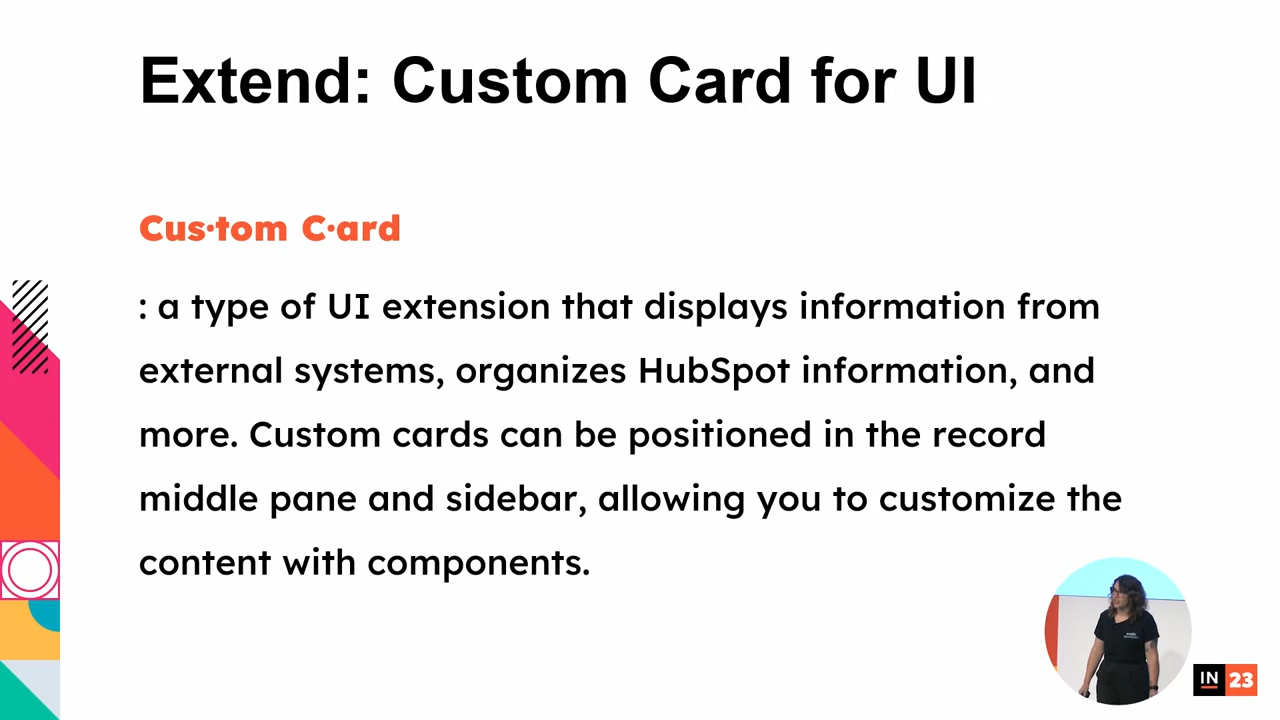 Extend: Custom Card for UI
Cus·tom C·ard
: a type of UI extension that displays information from
external systems, organizes HubSpot information, and
more. Custom cards can be positioned in the record
middle pane and sidebar, allowing you to customize the
content with components.
IN 23